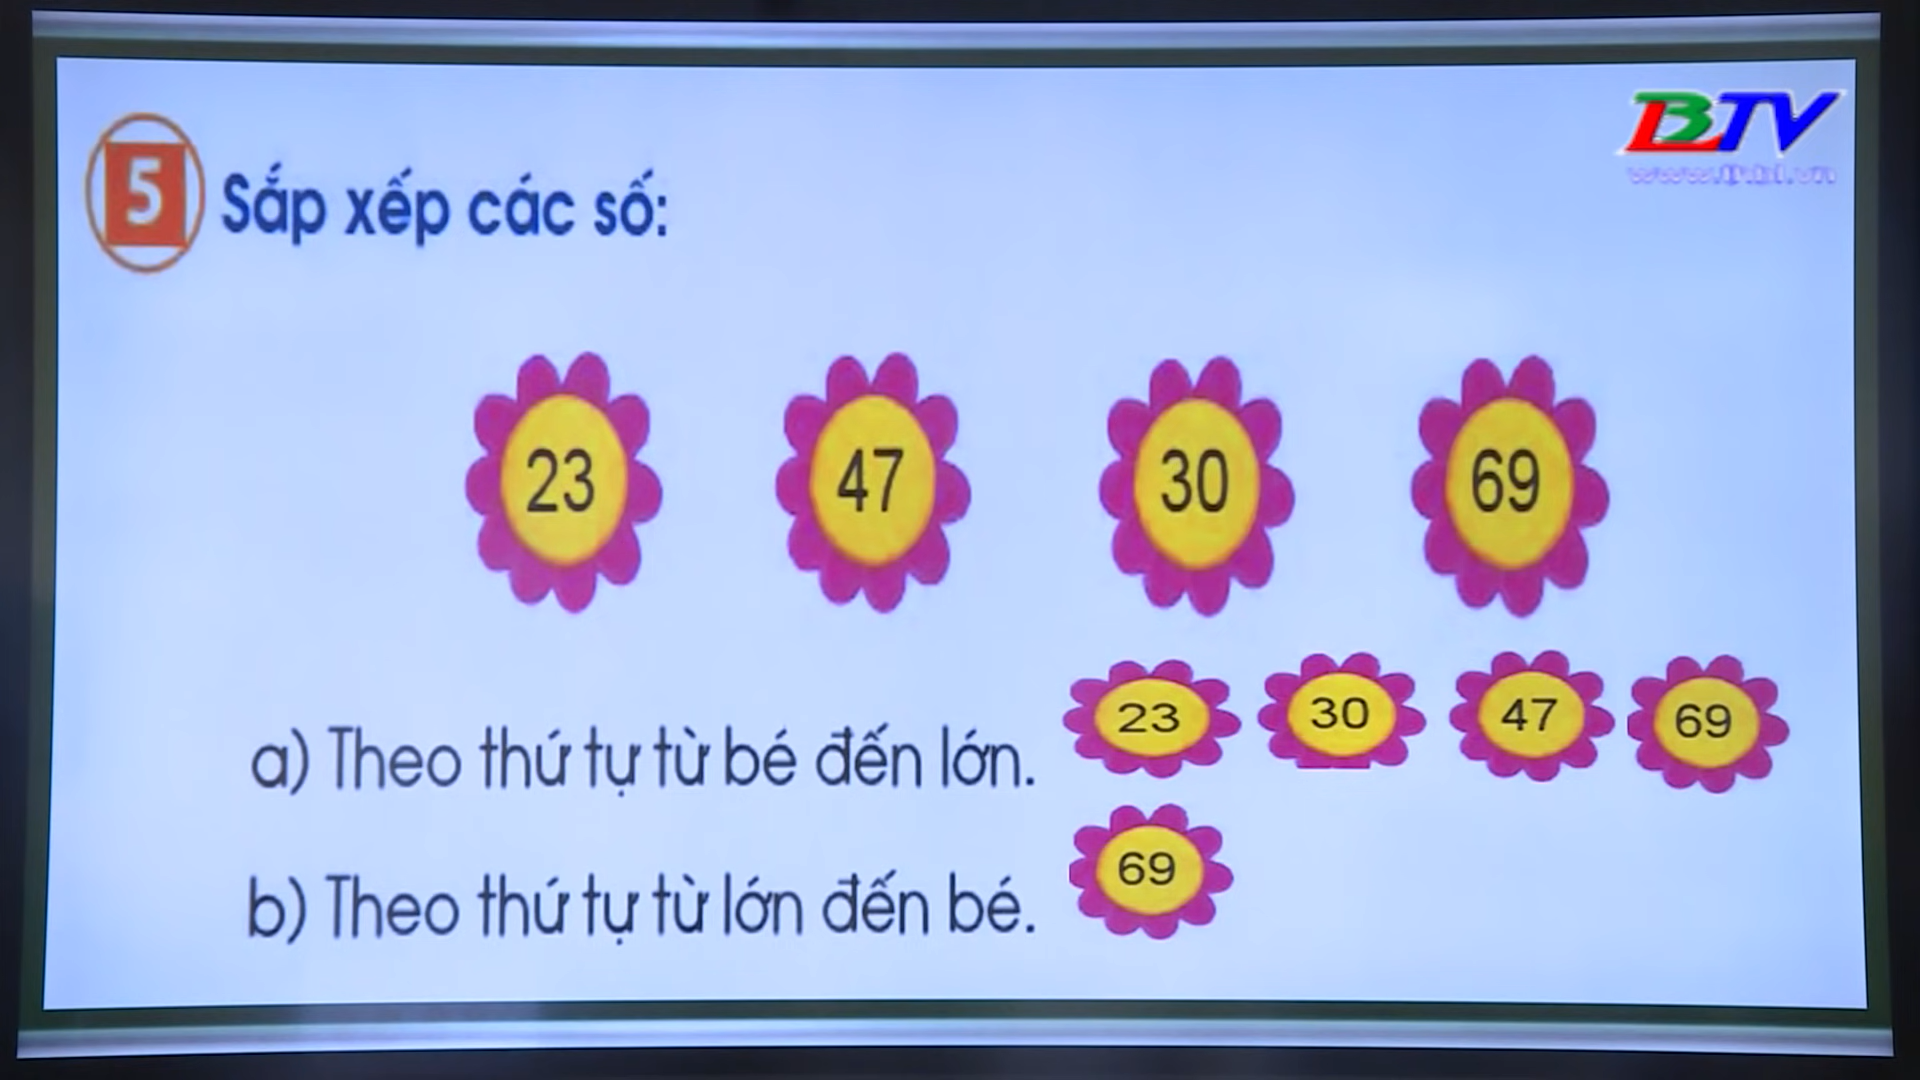 BTV
5 Sắp xếp các số:
23 47 30 69
a) Theo thứ tự từ bé đến lớn. 23 30 47 69
b) Theo thứ tự từ lớn đến bé. 69